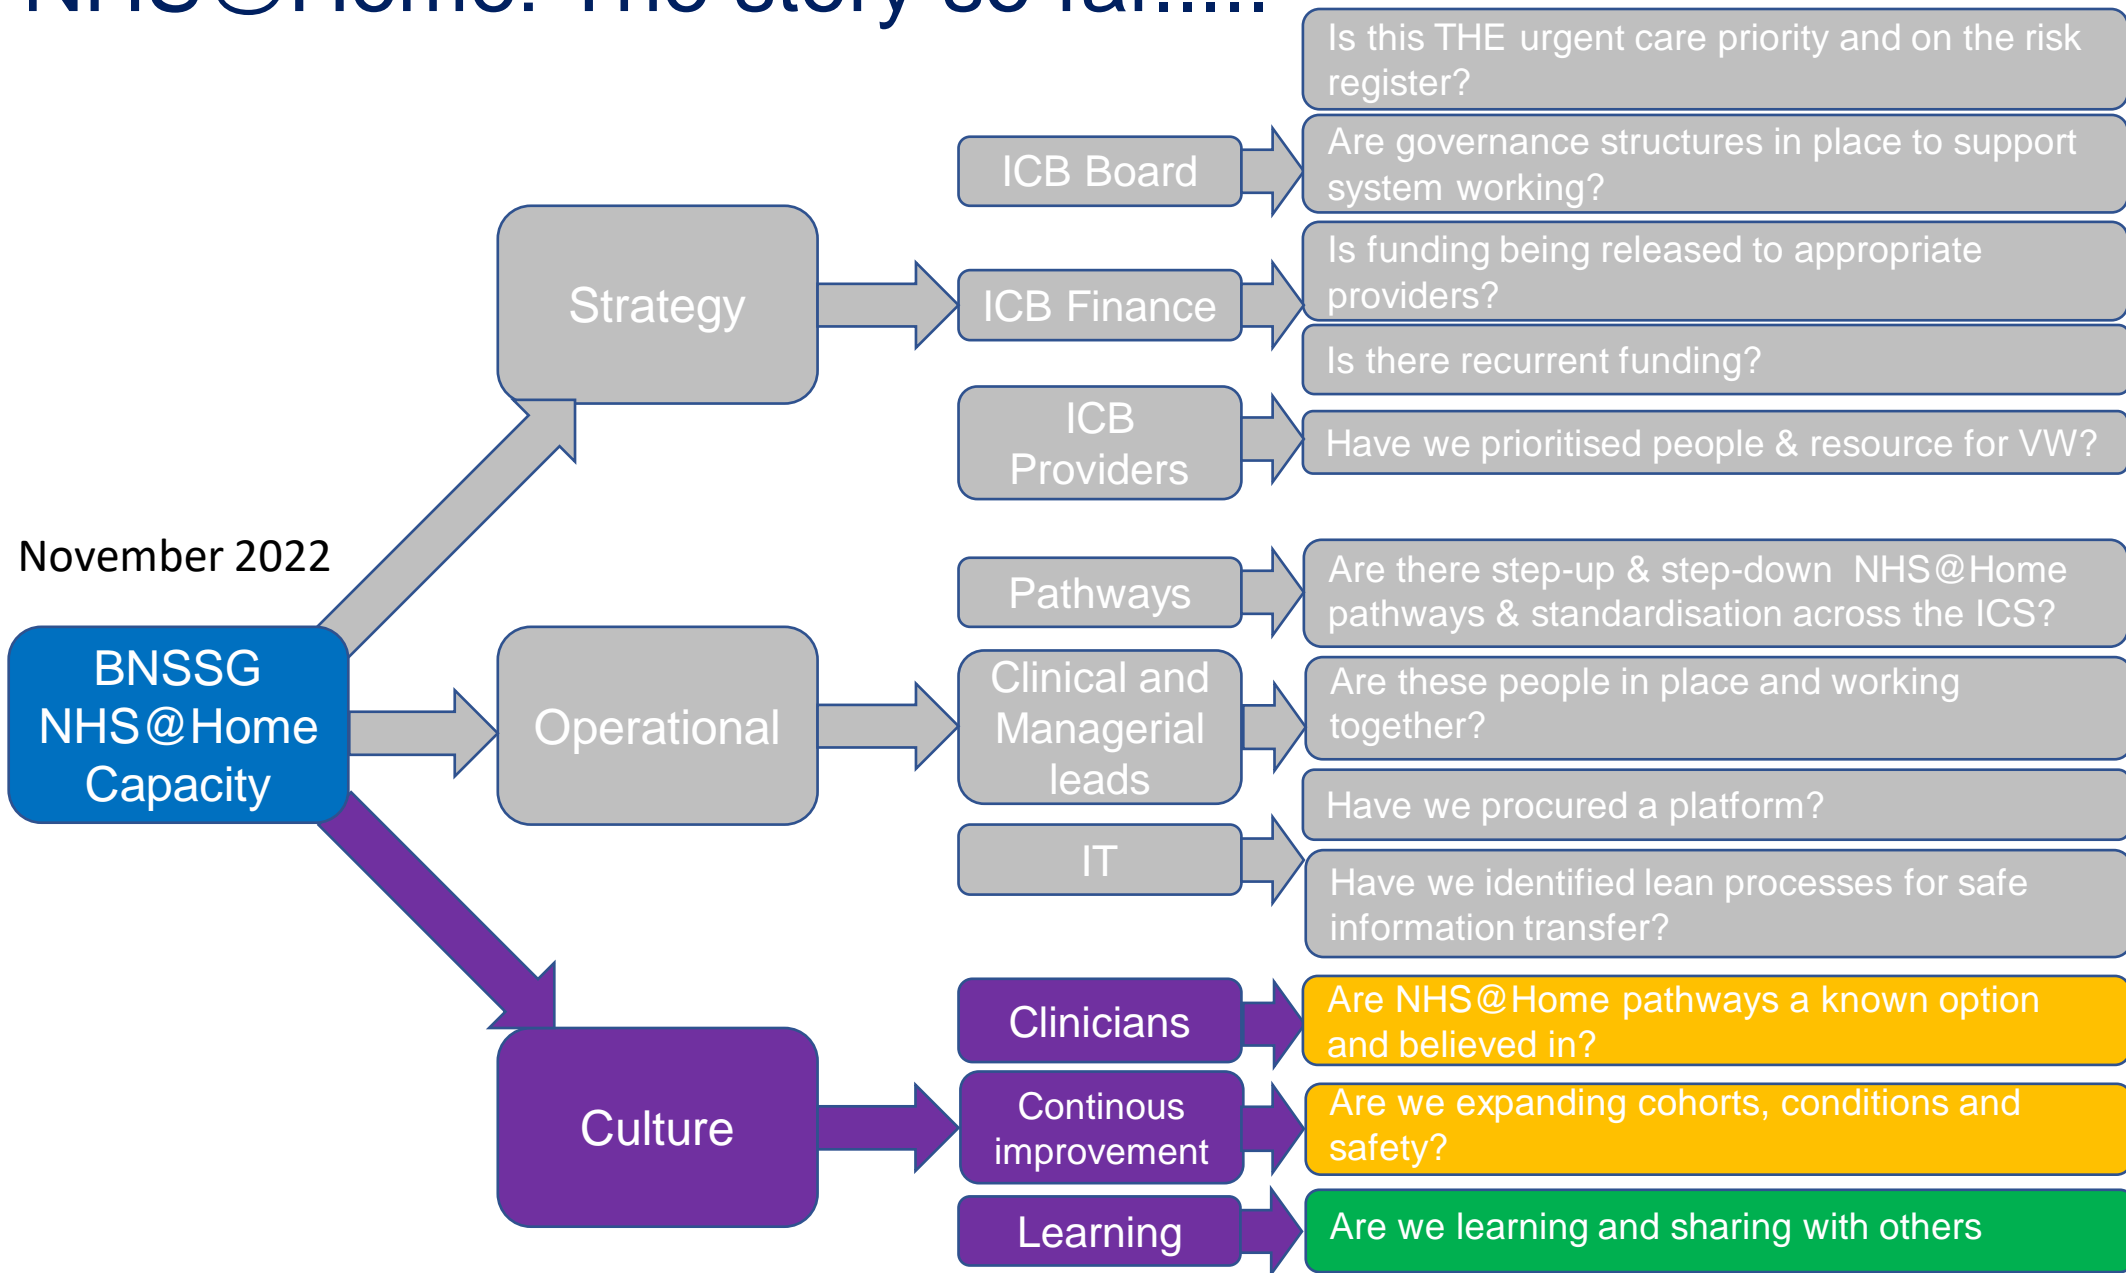 NHS@Home: The story so far.....
Is this THE urgent care priority and on the risk
register?
ICB Board
Are governance structures in place to support
system working?
Strategy
ICB Finance
Is funding being released to appropriate
providers?
Is there recurrent funding?
ICB
Providers
Have we prioritised people & resource for VW?
November 2022
BNSSG
NHS@Home
Capacity
Operational
Pathways
Are there step-up & step-down NHS@Home
pathways & standardisation across the ICS?
Clinical and
Managerial
leads
Are these people in place and working
together?
IT
Have we procured a platform?
Have we identified lean processes for safe
information transfer?
Culture
Clinicians
Are NHS@Home pathways a known option
and believed in?
Continous
improvement
Are we expanding cohorts, conditions and
safety?
Learning
Are we learning and sharing with others